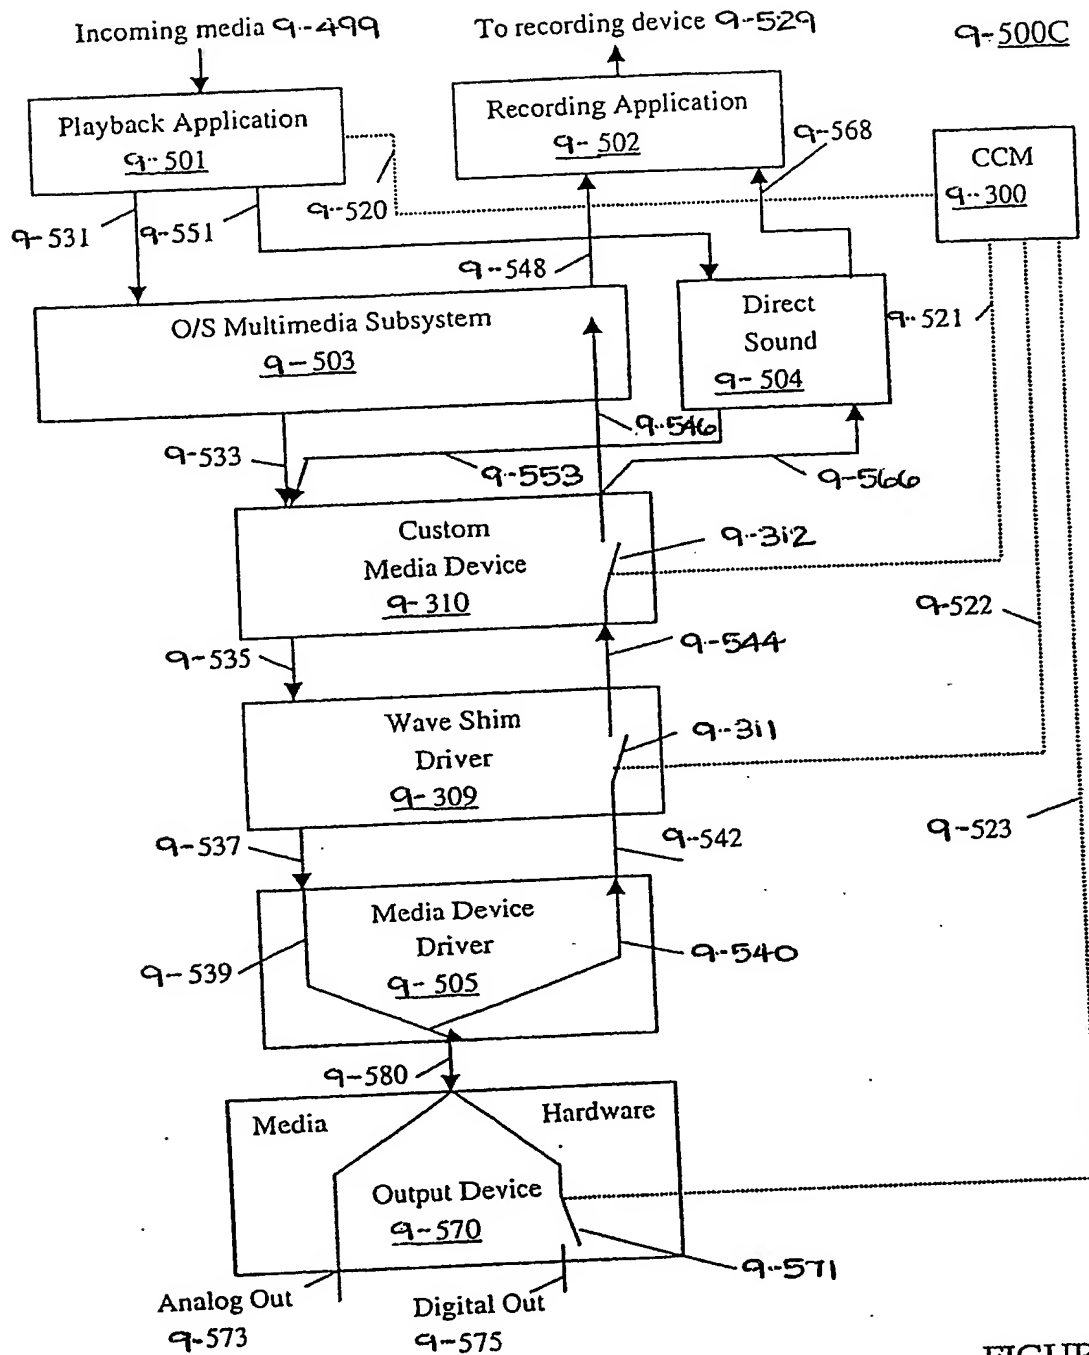 Incoming media 9-499
To recording device 9-529
9-500C
Playback Application
9-501
Recording Application
9-502
9-568
CCM
9-300
9-520
9-531
9-551
9-548
O/S Multimedia Subsystem
9-503
Direct
Sound
9-504
9-521
9-533
9-546
9-553
9-566
Custom
Media Device
9-310
9-312
9-522
9-535
9-544
Wave Shim
Driver
9-309
9-311
9-523
9-537
9-542
Media Device
Driver
9-505
9-539
9-540
9-580
Media
Hardware
Output Device
9-570
9-571
Analog Out
9-573
Digital Out
9-575
FIGUR